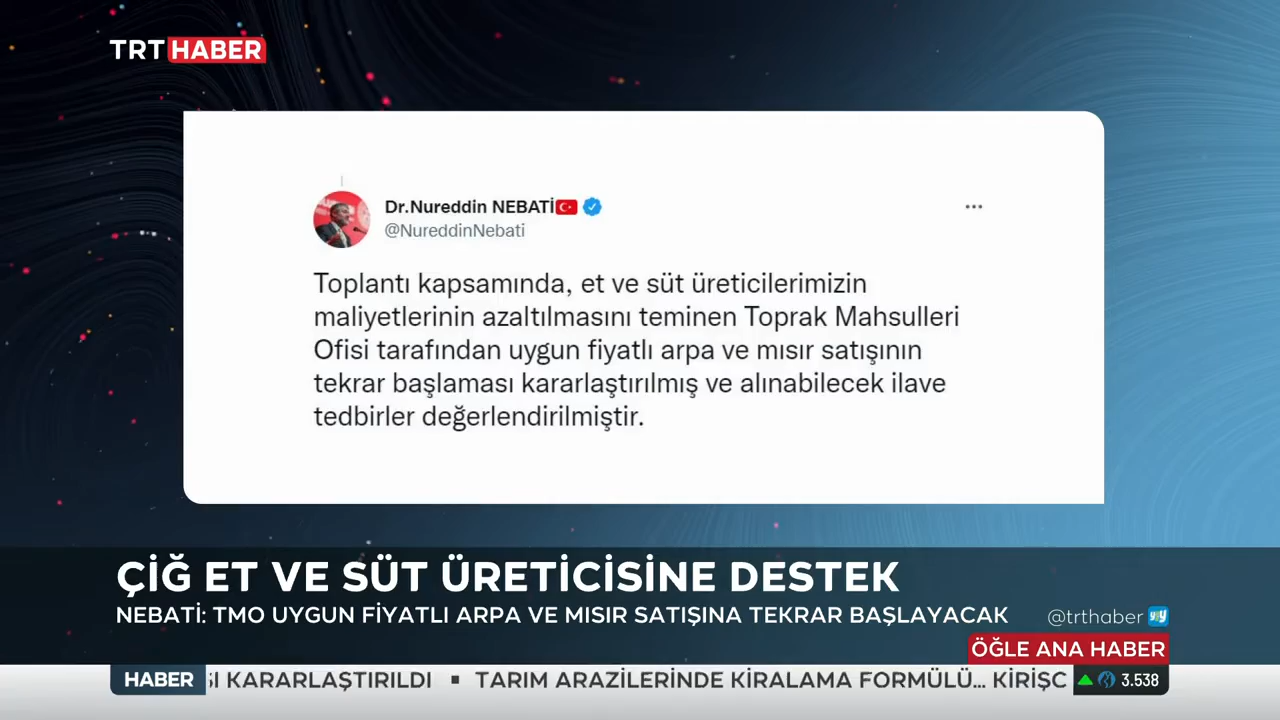 TRT HABER
Dr.Nureddin NEBATİ
@NureddinNebati
Toplantı kapsamında, et ve süt üreticilerimizin
maliyetlerinin azaltılmasını teminen Toprak Mahsulleri
Ofisi tarafından uygun fiyatlı arpa ve mısır satışının
tekrar başlaması kararlaştırılmış ve alınabilecek ilave
tedbirler değerlendirilmiştir.
ÇİĞ ET VE SÜT ÜRETİCİSİNE DESTEK
NEBATİ: TMO UYGUN FİYATLI ARPA VE MISIR SATIŞINA TEKRAR BAŞLAYACAK
@trthaber
ÖĞLE ANA HABER
HABER KARARLAŞTIRILDI ▪ TARIM ARAZİLERİNDE KİRALAMA FORMÜLÜ... KİRİŞC 3.538